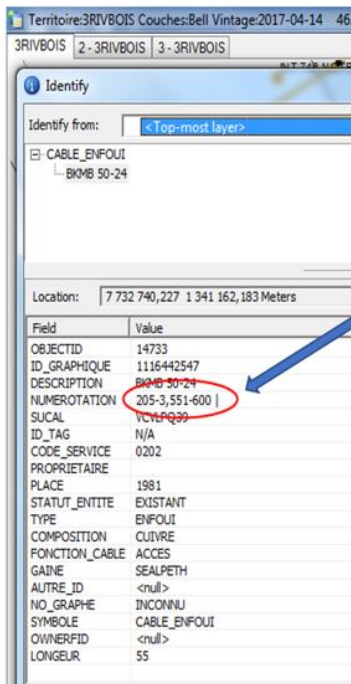 Territoire:3RIVBOIS Couches:Bell Vintage:2017-04-14 46
3RIVBOIS 2 - 3RIVBOIS 3 - 3RIVBOIS
Identify
Identify from: <Top-most layer>
CABLE_ENFOUI
BKMB 50-24
Location: 7 732 740,227 1 341 162,183 Meters
Field Value
OBJECTID 14733
ID_GRAPHIQUE 1116442547
DESCRIPTION BKMB 50-24
NUMEROTATION 205-3,551-600 |
SUCAL VCVLPQ39
ID_TAG N/A
CODE_SERVICE 0202
PROPRIETAIRE
PLACE 1981
STATUT_ENTITE EXISTANT
TYPE ENFOUI
COMPOSITION CUIVRE
FONCTION_CABLE ACCES
GAINE SEALPETH
AUTRE_ID <null>
NO_GRAPHE INCONNU
SYMBOLE CABLE_ENFOUI
OWNERFID <null>
LONGEUR 55